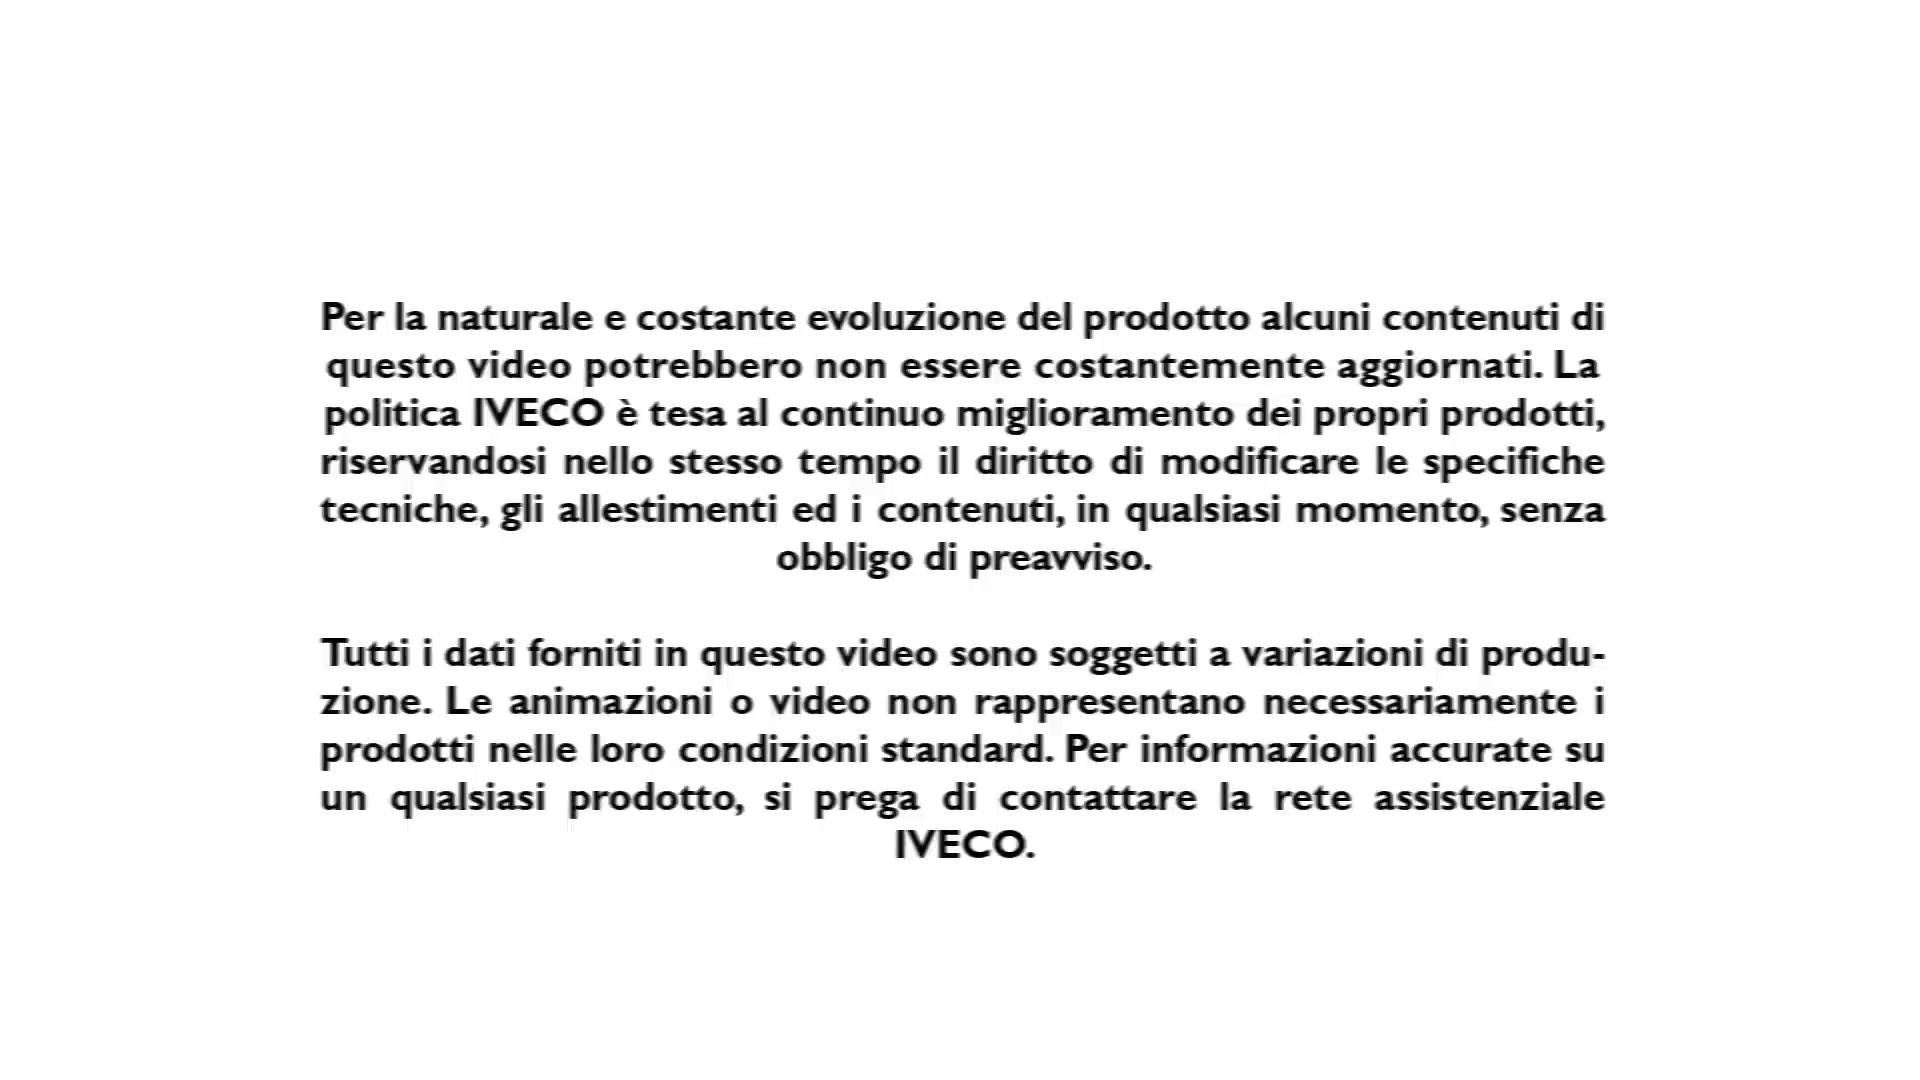 Per la naturale e costante evoluzione del prodotto alcuni contenuti di
questo video potrebbero non essere costantemente aggiornati. La
politica IVECO è tesa al continuo miglioramento dei propri prodotti,
riservandosi nello stesso tempo il diritto di modificare le specifiche
tecniche, gli allestimenti ed i contenuti, in qualsiasi momento, senza
obbligo di preavviso.
Tutti i dati forniti in questo video sono soggetti a variazioni di produ-
zione. Le animazioni o video non rappresentano necessariamente i
prodotti nelle loro condizioni standard. Per informazioni accurate su
un qualsiasi prodotto, si prega di contattare la rete assistenziale
IVECO.